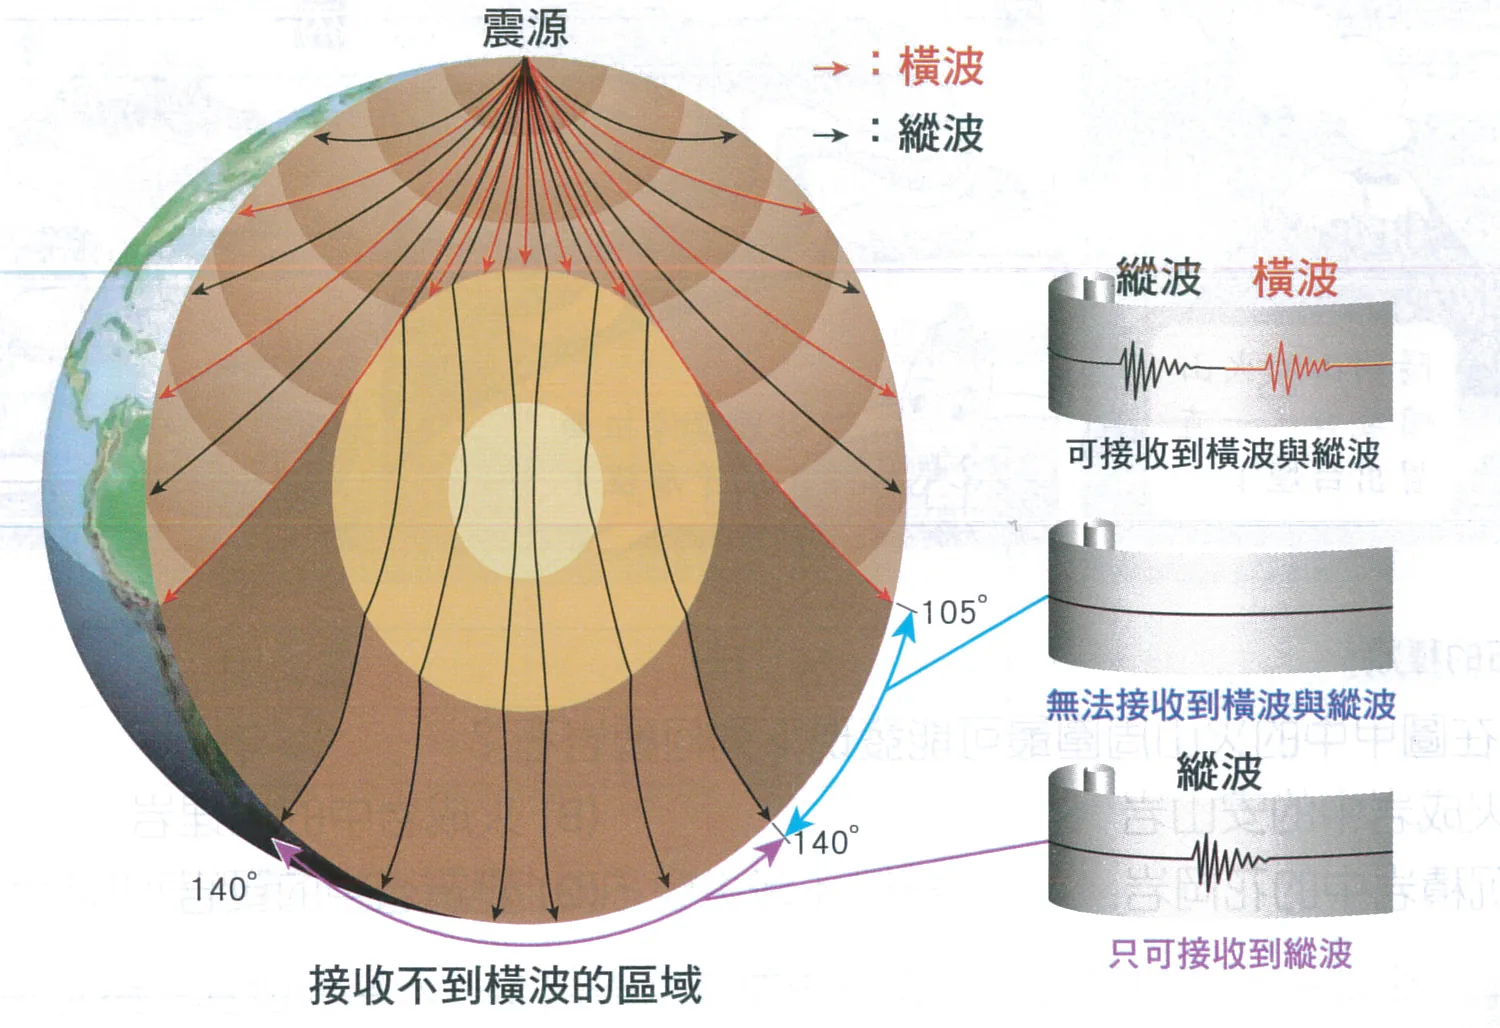 震源
→：橫波
→：縱波
縱波 橫波
可接收到橫波與縱波
105°
無法接收到橫波與縱波
縱波
140°
140°
只可接收到縱波
接收不到橫波的區域